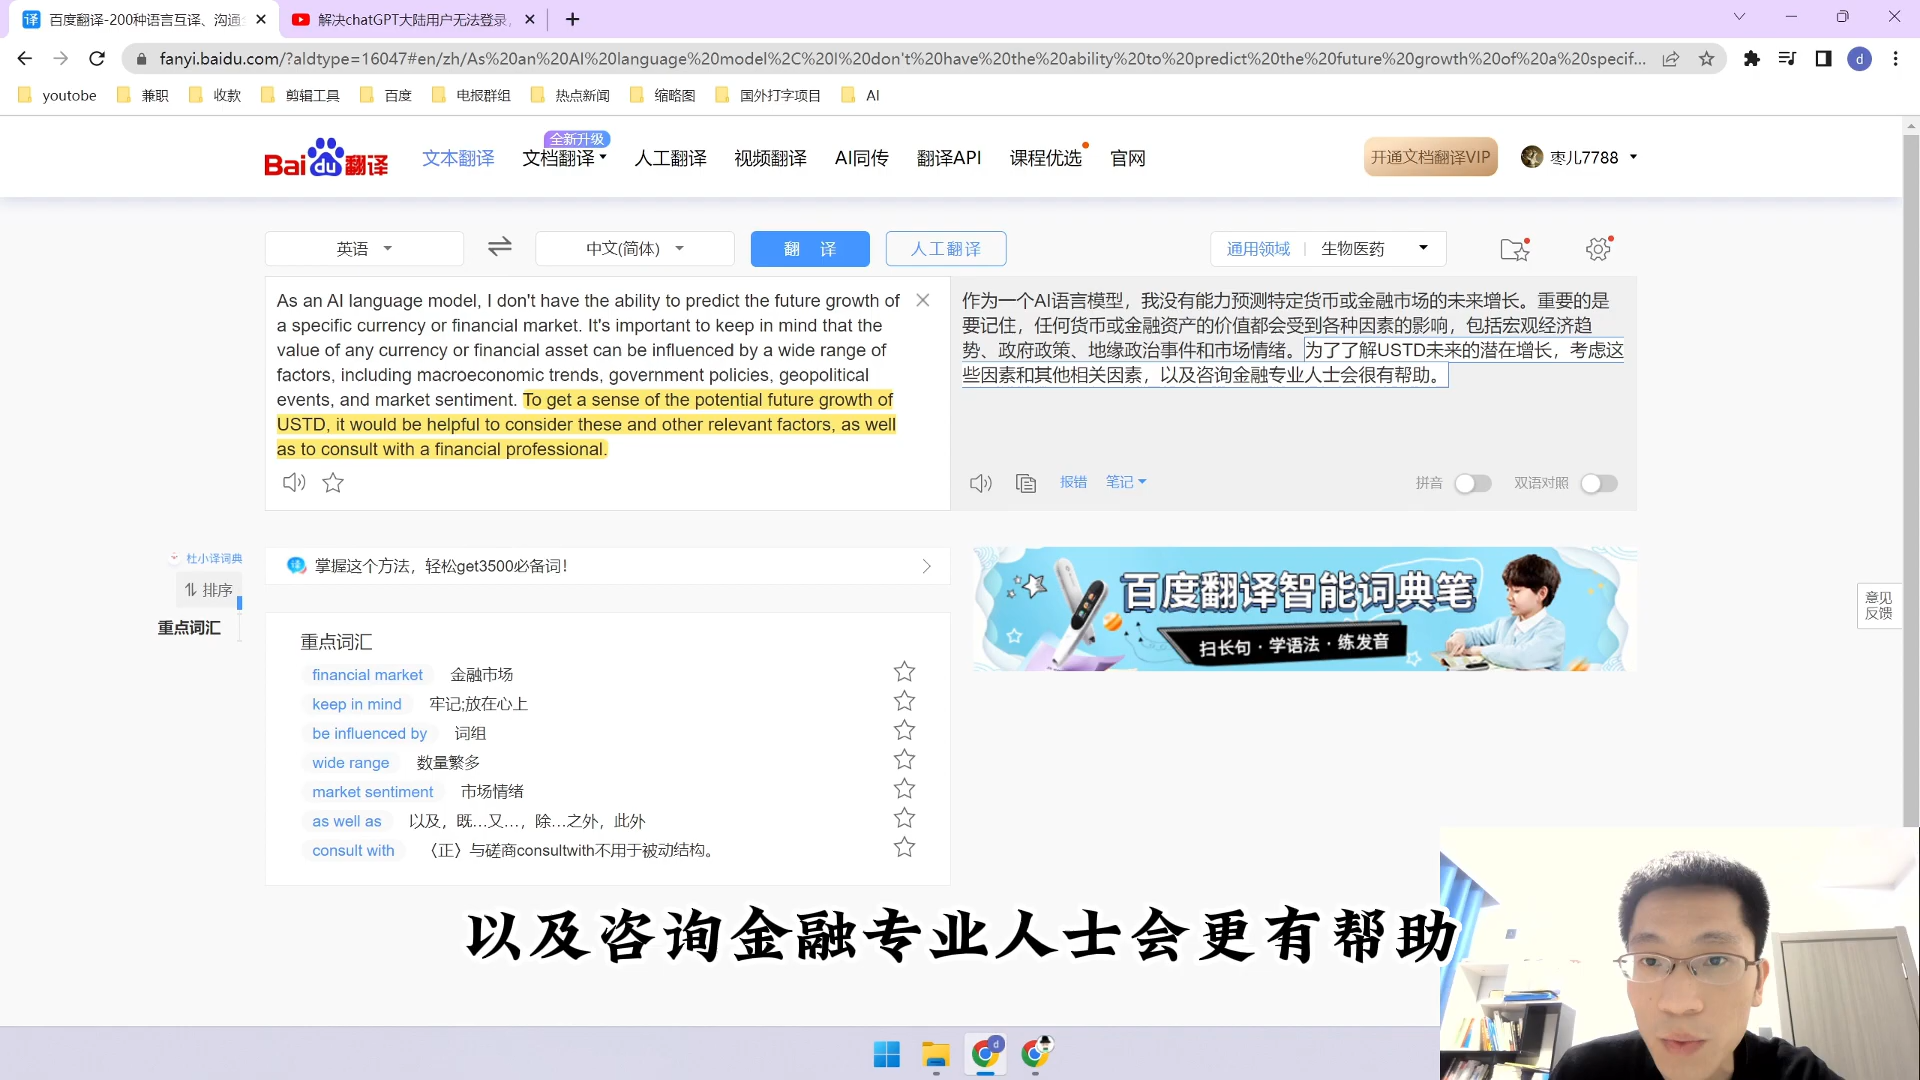 译 百度翻译-200种语言互译、沟通全
解决chatGPT大陆用户无法登录,
fanyi.baidu.com/?aldtype=16047#en/zh/As%20an%20AI%20language%20model%2C%20I%20don't%20have%20the%20ability%20to%20predict%20the%20future%20growth%20of%20a%20specif...
d
youtobe 兼职 收款 剪辑工具 百度 电报群组 热点新闻 缩略图 国外打字项目 AI
全新升级
Bai du 翻译 文本翻译 文档翻译 人工翻译 视频翻译 AI同传 翻译API 课程优选 官网 开通文档翻译VIP 枣儿7788
英语 中文(简体) 翻 译 人工翻译 通用领域 生物医药
As an AI language model, I don't have the ability to predict the future growth of
a specific currency or financial market. It's important to keep in mind that the
value of any currency or financial asset can be influenced by a wide range of
factors, including macroeconomic trends, government policies, geopolitical
events, and market sentiment. To get a sense of the potential future growth of
USTD, it would be helpful to consider these and other relevant factors, as well
as to consult with a financial professional.
作为一个AI语言模型，我没有能力预测特定货币或金融市场的未来增长。重要的是
要记住，任何货币或金融资产的价值都会受到各种因素的影响，包括宏观经济趋
势、政府政策、地缘政治事件和市场情绪。为了了解USTD未来的潜在增长，考虑这
些因素和其他相关因素，以及咨询金融专业人士会很有帮助。
报错 笔记 拼音 双语对照
杜小译词典
排序
重点词汇
掌握这个方法，轻松get3500必备词！
百度翻译智能词典笔
扫长句·学语法·练发音
意见
反馈
重点词汇
financial market 金融市场
keep in mind 牢记;放在心上
be influenced by 词组
wide range 数量繁多
market sentiment 市场情绪
as well as 以及，既…又…，除…之外，此外
consult with 〈正〉与磋商consultwith不用于被动结构。
以及咨询金融专业人士会更有帮助
d